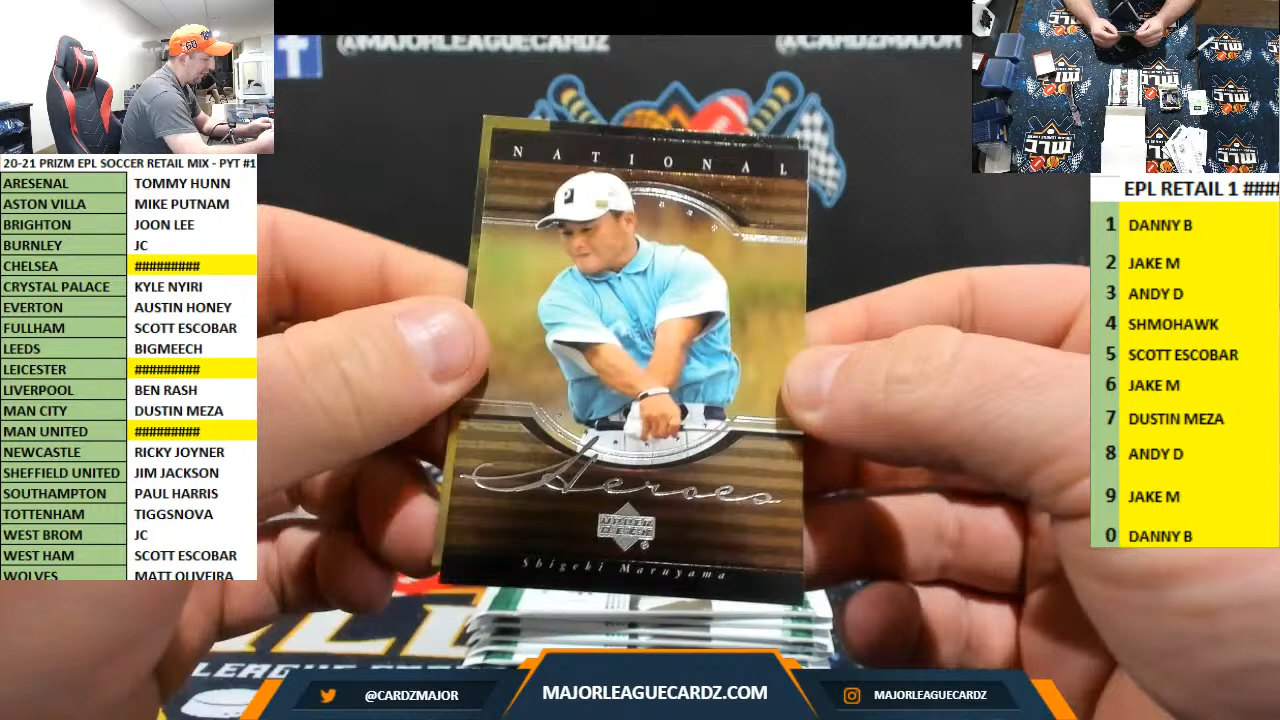 @MAJORLEAGUECARDZ
@CARDZMAJOR
20-21 PRIZM EPL SOCCER RETAIL MIX - PYT #1
ARESENAL TOMMY HUNN
ASTON VILLA MIKE PUTNAM
BRIGHTON JOON LEE
BURNLEY JC
CHELSEA #########
CRYSTAL PALACE KYLE NYIRI
EVERTON AUSTIN HONEY
FULLHAM SCOTT ESCOBAR
LEEDS BIGMEECH
LEICESTER #########
LIVERPOOL BEN RASH
MAN CITY DUSTIN MEZA
MAN UNITED #########
NEWCASTLE RICKY JOYNER
SHEFFIELD UNITED JIM JACKSON
SOUTHAMPTON PAUL HARRIS
TOTTENHAM TIGGSNOVA
WEST BROM JC
WEST HAM SCOTT ESCOBAR
WOLVES MATT OLIVEIRA
NATIONAL
Heroes
UPPER DECK
Shigeki Maruyama
EPL RETAIL 1 ####
1 DANNY B
2 JAKE M
3 ANDY D
4 SHMOHAWK
5 SCOTT ESCOBAR
6 JAKE M
7 DUSTIN MEZA
8 ANDY D
9 JAKE M
0 DANNY B
@CARDZMAJOR
MAJORLEAGUECARDZ.COM
MAJORLEAGUECARDZ